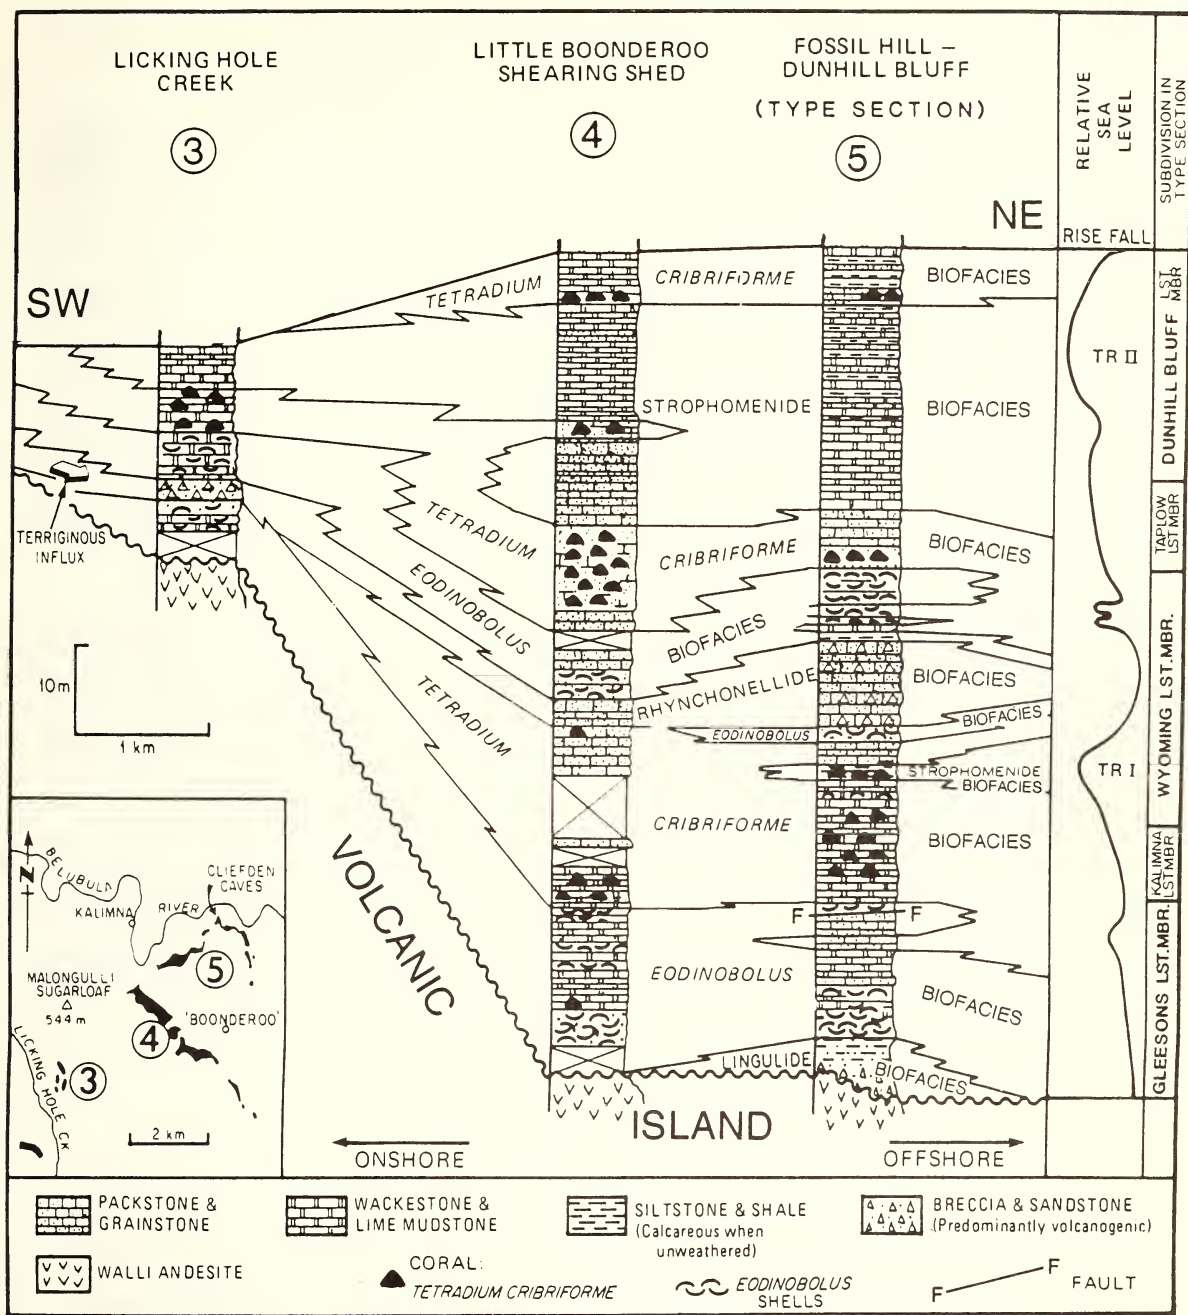 LICKING HOLE
CREEK
3
LITTLE BOONDEROO
SHEARING SHED
4
FOSSIL HILL –
DUNHILL BLUFF
(TYPE SECTION)
5
RELATIVE
SEA
LEVEL
SUBDIVISION IN
TYPE SECTION
SW
NE
RISE FALL
TETRADIUM
CRIBRIFORME
BIOFACIES
TR II
STROPHOMENIDE
BIOFACIES
TERRIGINOUS
INFLUX
TETRADIUM
CRIBRIFORME
BIOFACIES
EODINOBOLUS
BIOFACIES
RHYNCHONELLIDE
BIOFACIES
EODINOBOLUS
BIOFACIES
STROPHOMENIDE
BIOFACIES
TR I
TETRADIUM
CRIBRIFORME
BIOFACIES
F F
EODINOBOLUS
BIOFACIES
LINGULIDE
BIOFACIES
DUNHILL BLUFF LST MBR
TAPLOW
LST MBR
WYOMING LST.MBR.
KALIMNA
LST MBR
GLEESONS LST.MBR.
10m
1 km
VOLCANIC
ISLAND
ONSHORE
OFFSHORE
N
BELUBULA
RIVER
KALIMNA
CLIEFDEN
CAVES
5
MALONGULLI
SUGARLOAF
544 m
'BOONDEROO'
4
3
LICKING HOLE CK
2 km
PACKSTONE &
GRAINSTONE
WACKESTONE &
LIME MUDSTONE
SILTSTONE & SHALE
(Calcareous when
unweathered)
BRECCIA & SANDSTONE
(Predominantly volcanogenic)
WALLI ANDESITE
CORAL:
TETRADIUM CRIBRIFORME
EODINOBOLUS
SHELLS
F F
FAULT